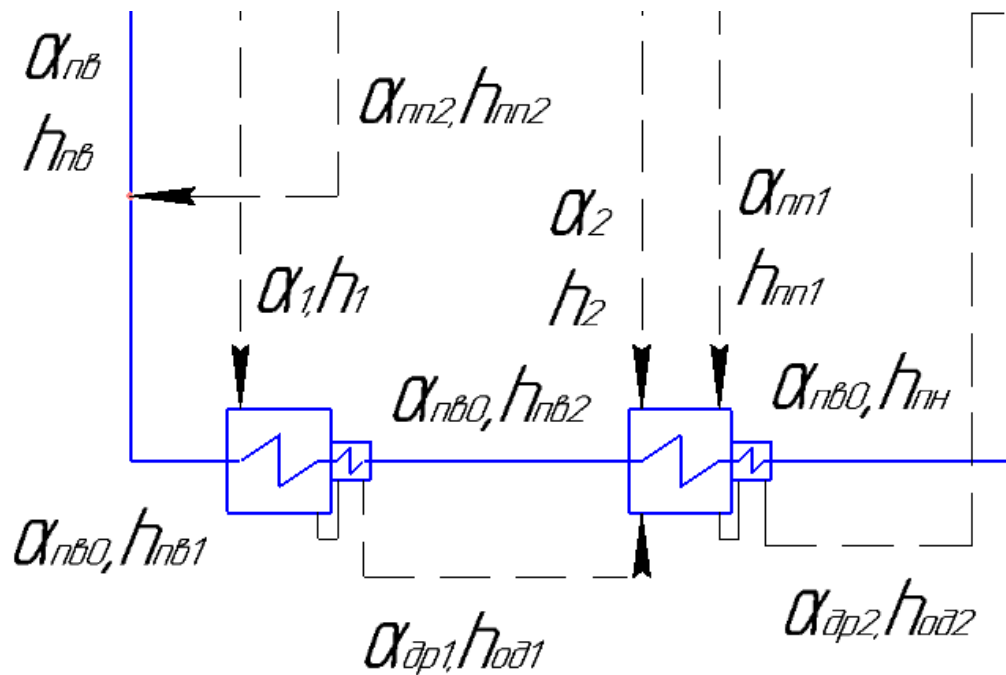 αпв
hпв
αпп2, hпп2
α2
h2
αпп1
hпп1
α1, h1
αпв0, hпв2
αпв0, hпн
αпв0, hпв1
αдр1, hод1
αдр2, hод2